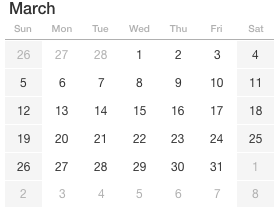 March
Sun Mon Tue Wed Thu Fri Sat
26 27 28 1 2 3 4
5 6 7 8 9 10 11
12 13 14 15 16 17 18
19 20 21 22 23 24 25
26 27 28 29 30 31 1
2 3 4 5 6 7 8